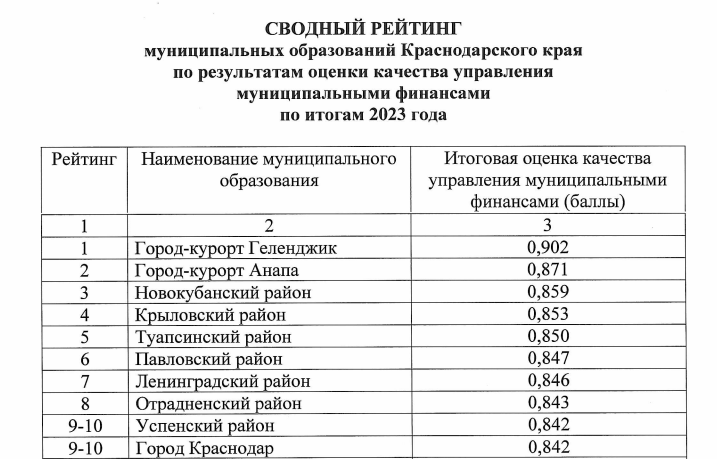 СВОДНЫЙ РЕЙТИНГ
муниципальных образований Краснодарского края
по результатам оценки качества управления
муниципальными финансами
по итогам 2023 года
Рейтинг Наименование муниципального образования Итоговая оценка качества управления муниципальными финансами (баллы)
1 2 3
1 Город-курорт Геленджик 0,902
2 Город-курорт Анапа 0,871
3 Новокубанский район 0,859
4 Крыловский район 0,853
5 Туапсинский район 0,850
6 Павловский район 0,847
7 Ленинградский район 0,846
8 Отрадненский район 0,843
9-10 Успенский район 0,842
9-10 Город Краснодар 0,842